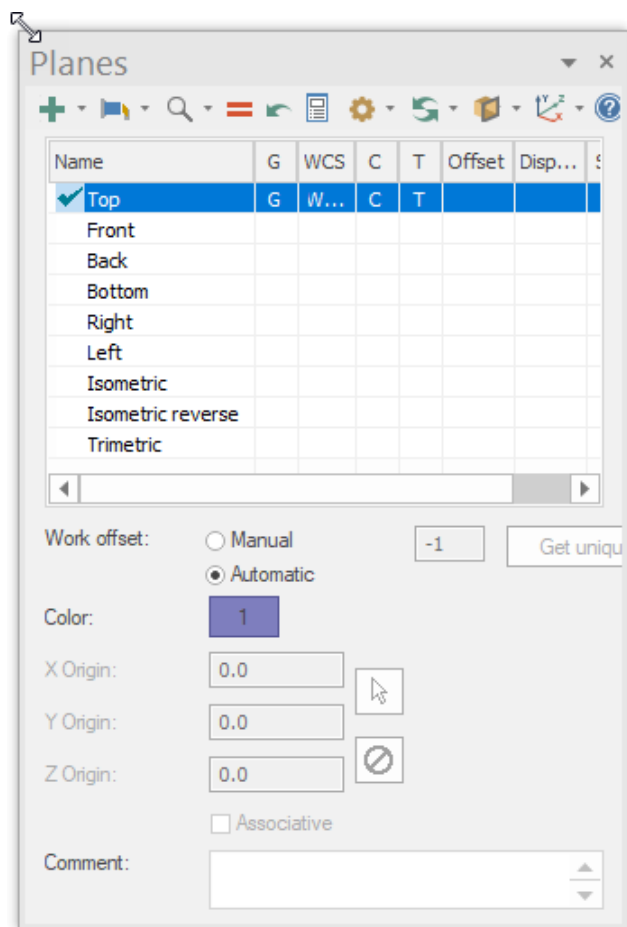 Planes
Name G WCS C T Offset Disp... S
Top G W... C T
Front
Back
Bottom
Right
Left
Isometric
Isometric reverse
Trimetric
Work offset: Manual -1 Get uniqu
Automatic
Color: 1
X Origin: 0.0
Y Origin: 0.0
Z Origin: 0.0
Associative
Comment: